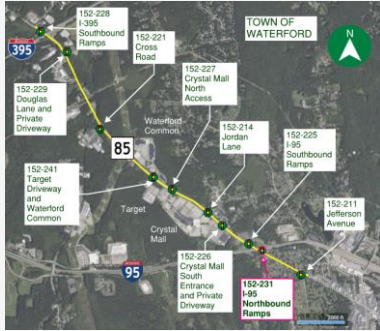 152-228
I-395
Southbound
Ramps
TOWN OF
WATERFORD
395
152-221
Cross
Road
N
152-227
Crystal Mall
North
Access
152-229
Douglas
Lane and
Private
Driveway
Waterford
Common
152-214
Jordan
Lane
152-225
I-95
Southbound
Ramps
85
152-241
Target
Driveway
and
Waterford
Common
152-211
Jefferson
Avenue
Target
Crystal
Mall
95
152-226
Crystal Mall
South
Entrance
and Private
Driveway
152-231
I-95
Northbound
Ramps